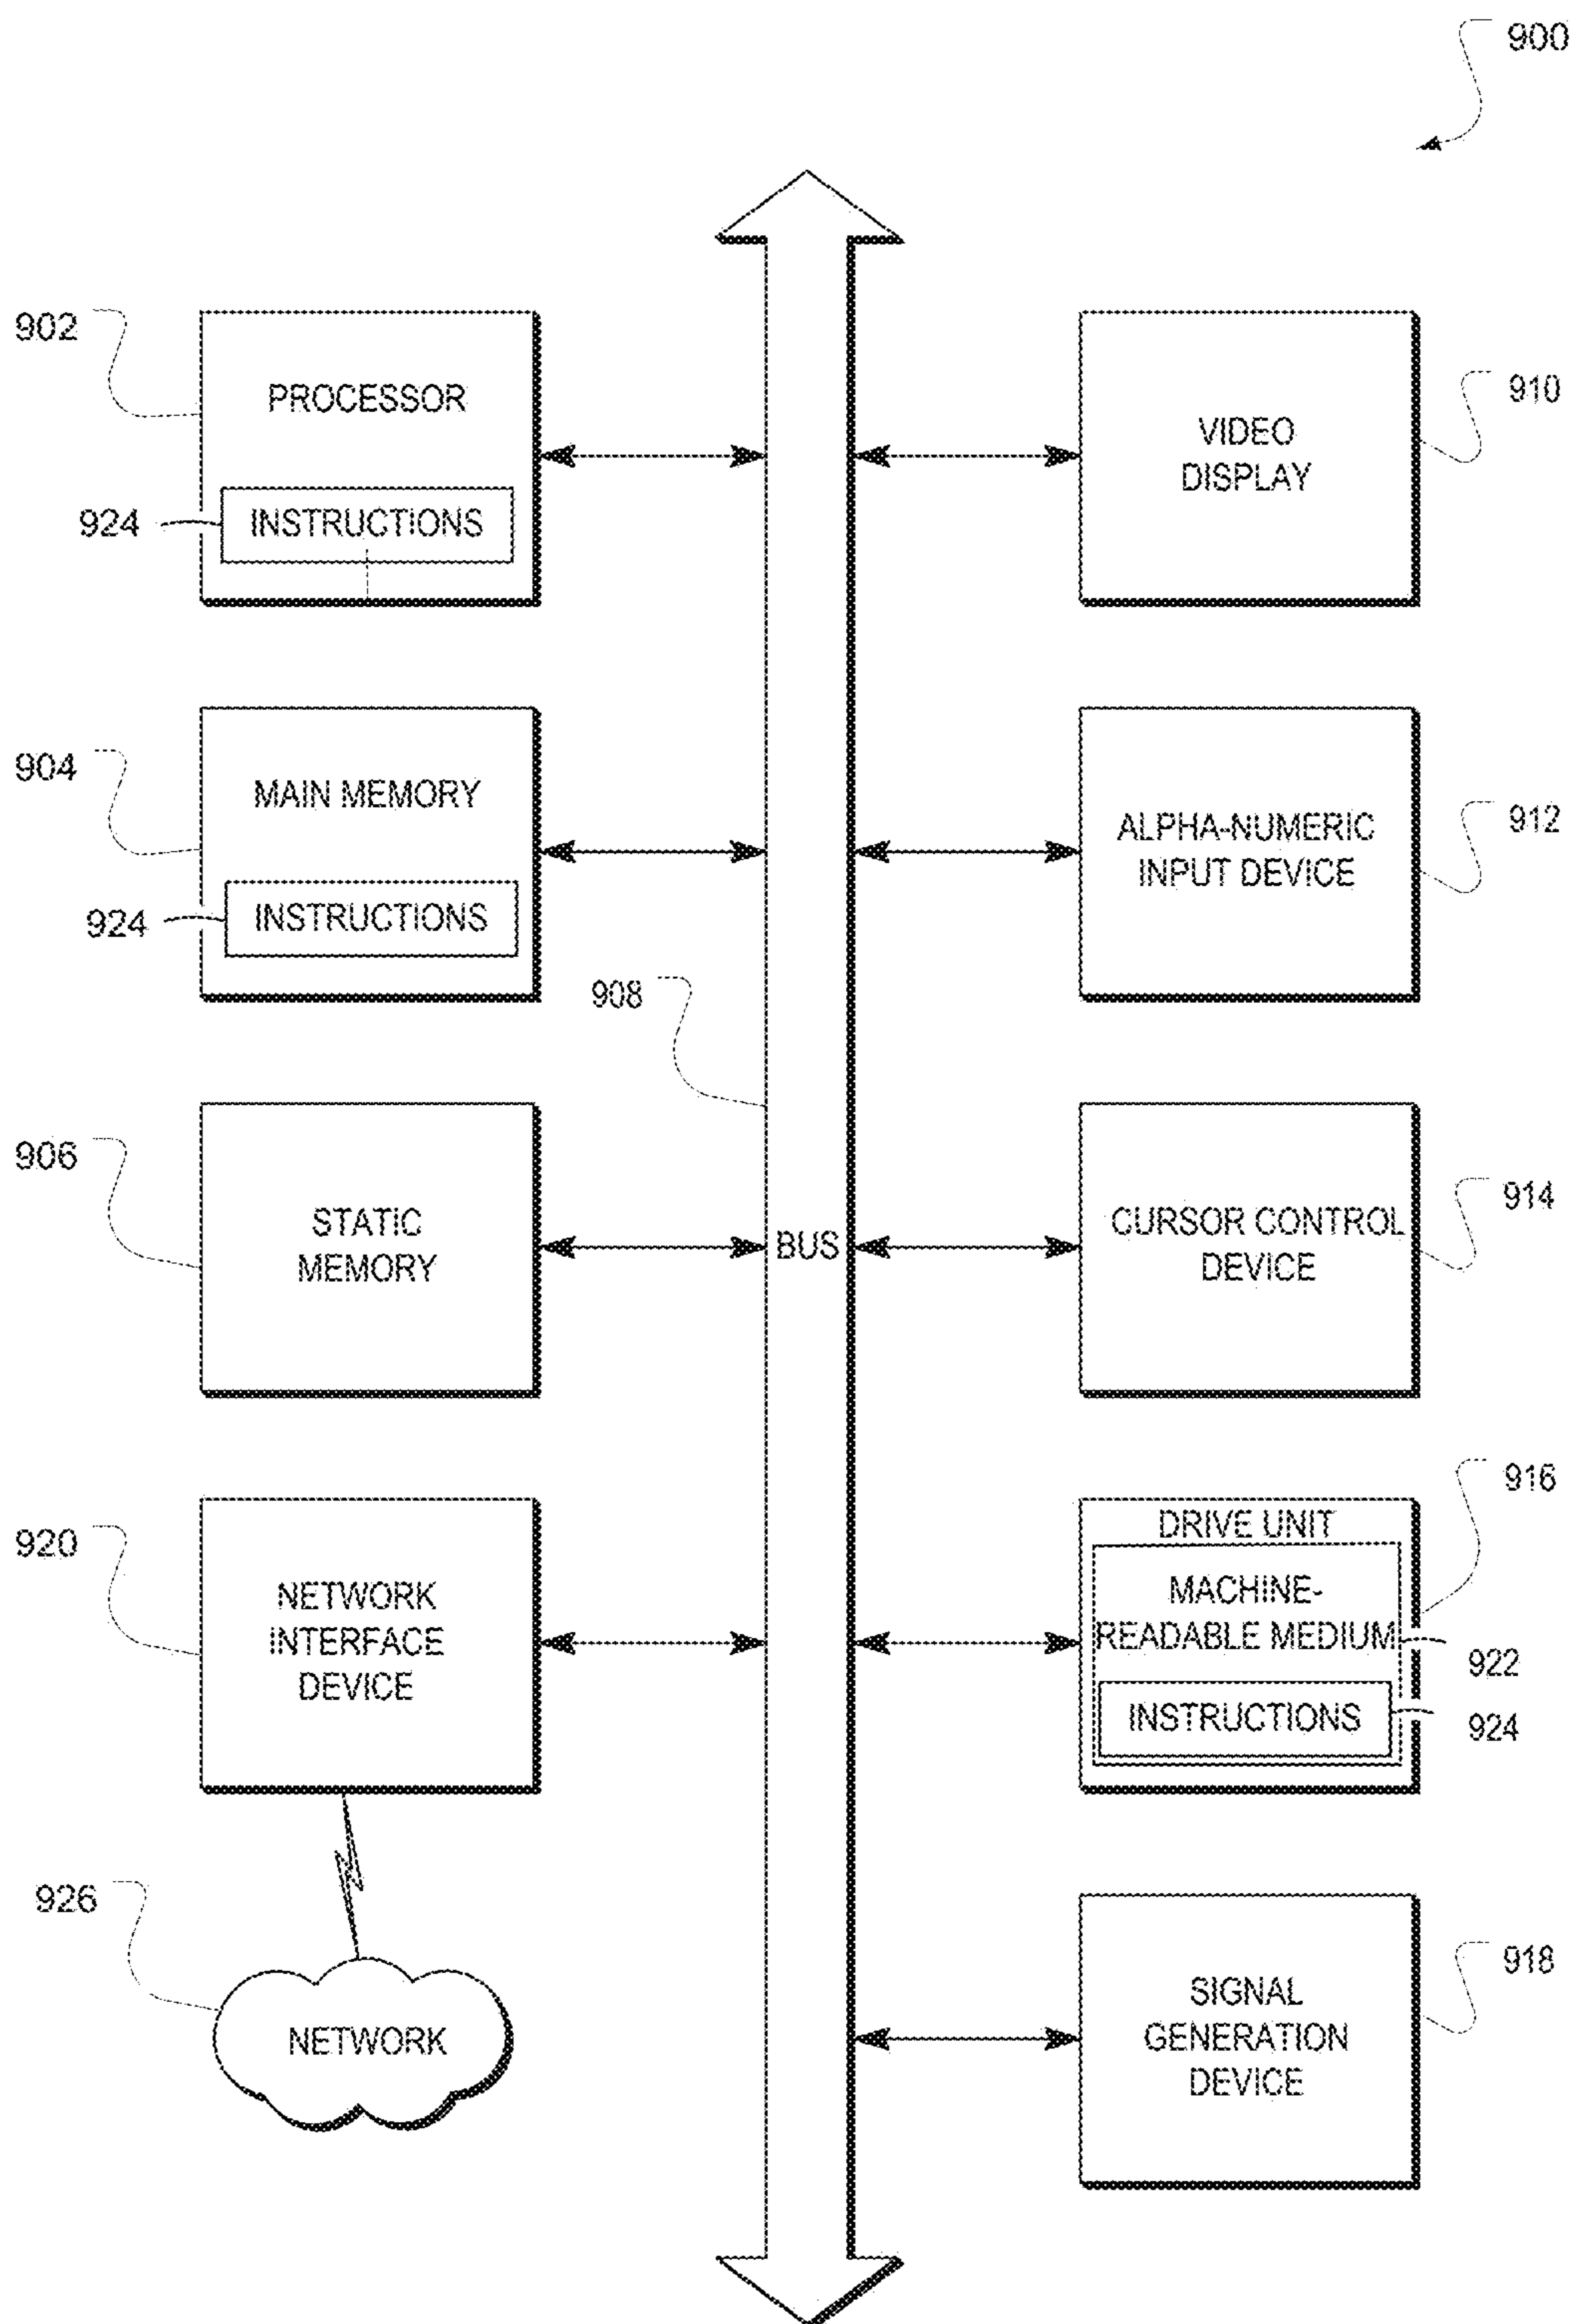 900
902
PROCESSOR
924
INSTRUCTIONS
904
MAIN MEMORY
924
INSTRUCTIONS
908
906
STATIC
MEMORY
920
NETWORK
INTERFACE
DEVICE
926
NETWORK
BUS
VIDEO
DISPLAY
910
ALPHA-NUMERIC
INPUT DEVICE
912
CURSOR CONTROL
DEVICE
914
916
DRIVE UNIT
MACHINE-
READABLE MEDIUM
922
INSTRUCTIONS
924
SIGNAL
GENERATION
DEVICE
918